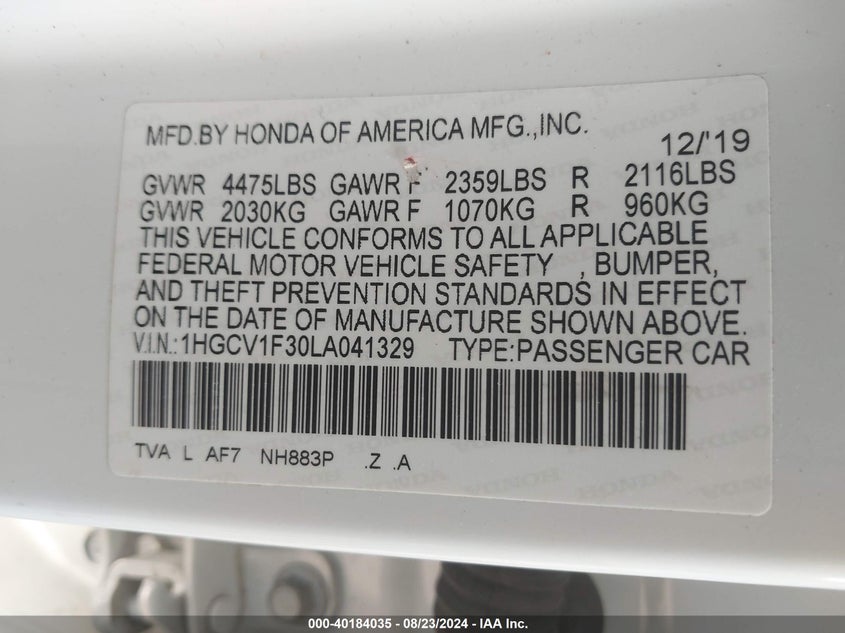 MFD.BY HONDA OF AMERICA MFG.,INC. 12/'19
GVWR 4475LBS GAWR F 2359LBS R 2116LBS
GVWR 2030KG GAWR F 1070KG R 960KG
THIS VEHICLE CONFORMS TO ALL APPLICABLE
FEDERAL MOTOR VEHICLE SAFETY , BUMPER,
AND THEFT PREVENTION STANDARDS IN EFFECT
ON THE DATE OF MANUFACTURE SHOWN ABOVE.
V.I.N.:1HGCV1F30LA041329 TYPE:PASSENGER CAR
TVA L AF7 NH883P .Z .A
HONDA HONDA HONDA
000-40184035 - 08/23/2024 - IAA Inc.